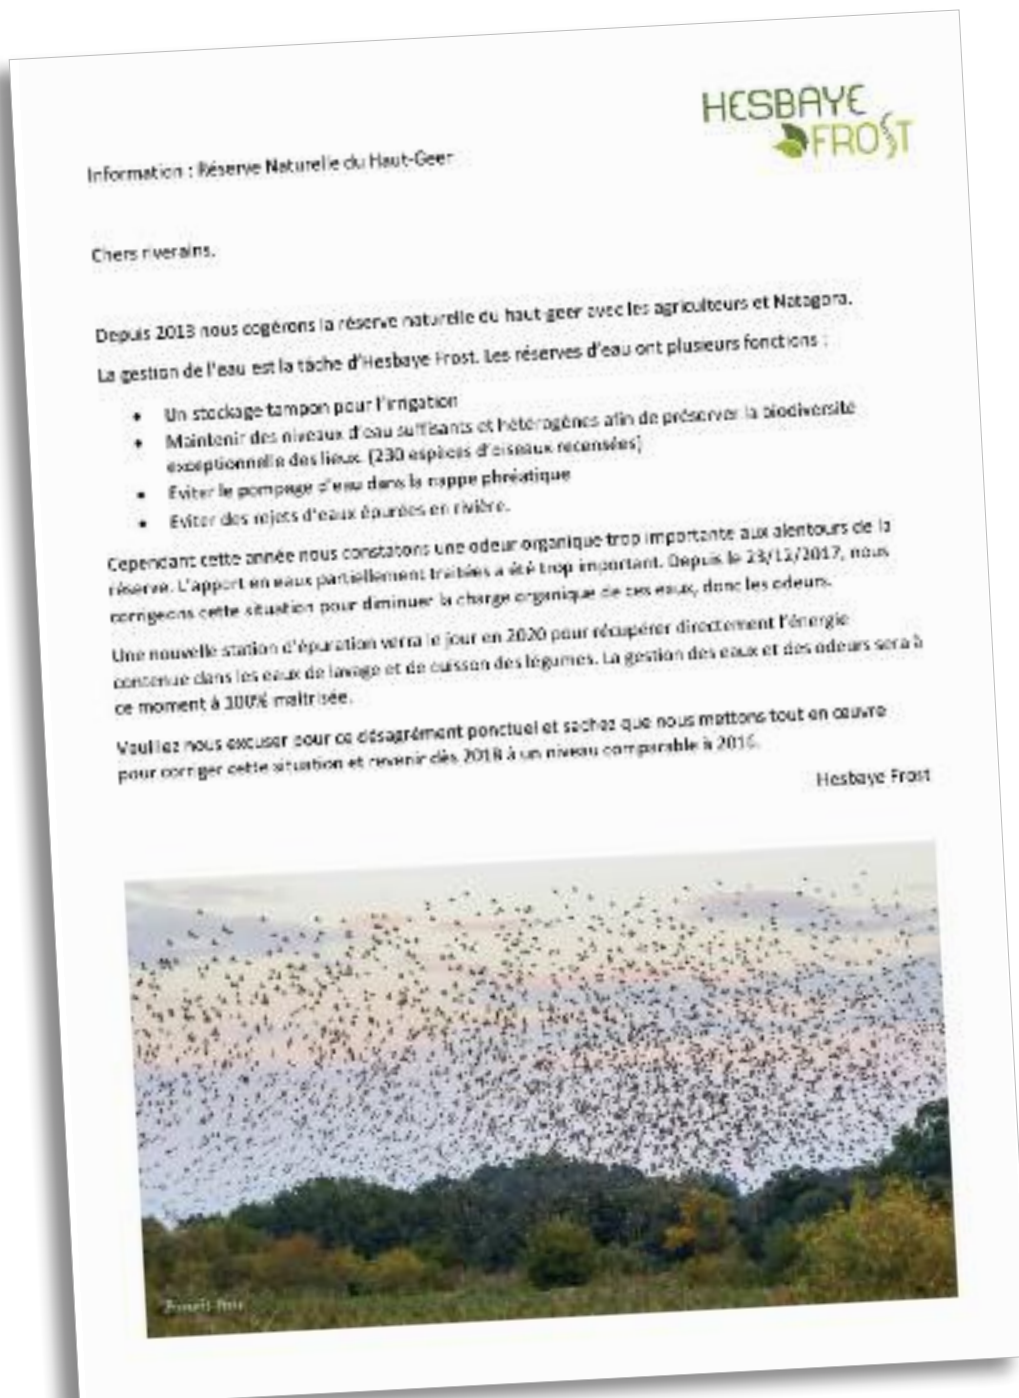 HESBAYE
FROST
Information : Réserve Naturelle du Haut-Geer
Chers riverains,
Depuis 2013 nous cogérons la réserve naturelle du haut-geer avec les agriculteurs et Natagora.
La gestion de l'eau est la tâche d'Hesbaye Frost. Les réserves d'eau ont plusieurs fonctions :
• Un stockage tampon pour l'irrigation
• Maintenir des niveaux d'eau suffisants et hétérogènes afin de préserver la biodiversité
exceptionnelle des lieux. (230 espèces d'oiseaux recensées)
• Eviter le pompage d'eau dans la nappe phréatique
• Eviter des rejets d'eaux épurées en rivière.
Cependant cette année nous constatons une odeur organique trop importante aux alentours de la
réserve. L'apport en eaux partiellement traitées a été trop important. Depuis le 23/12/2017, nous
corrigeons cette situation pour diminuer la charge organique de ces eaux, donc les odeurs.
Une nouvelle station d'épuration verra le jour en 2020 pour récupérer directement l'énergie
contenue dans les eaux de lavage et de cuisson des légumes. La gestion des eaux et des odeurs sera à
ce moment à 100% maîtrisée.
Veuillez nous excuser pour ce désagrément ponctuel et sachez que nous mettons tout en œuvre
pour corriger cette situation et revenir dès 2018 à un niveau comparable à 2016.
Hesbaye Frost